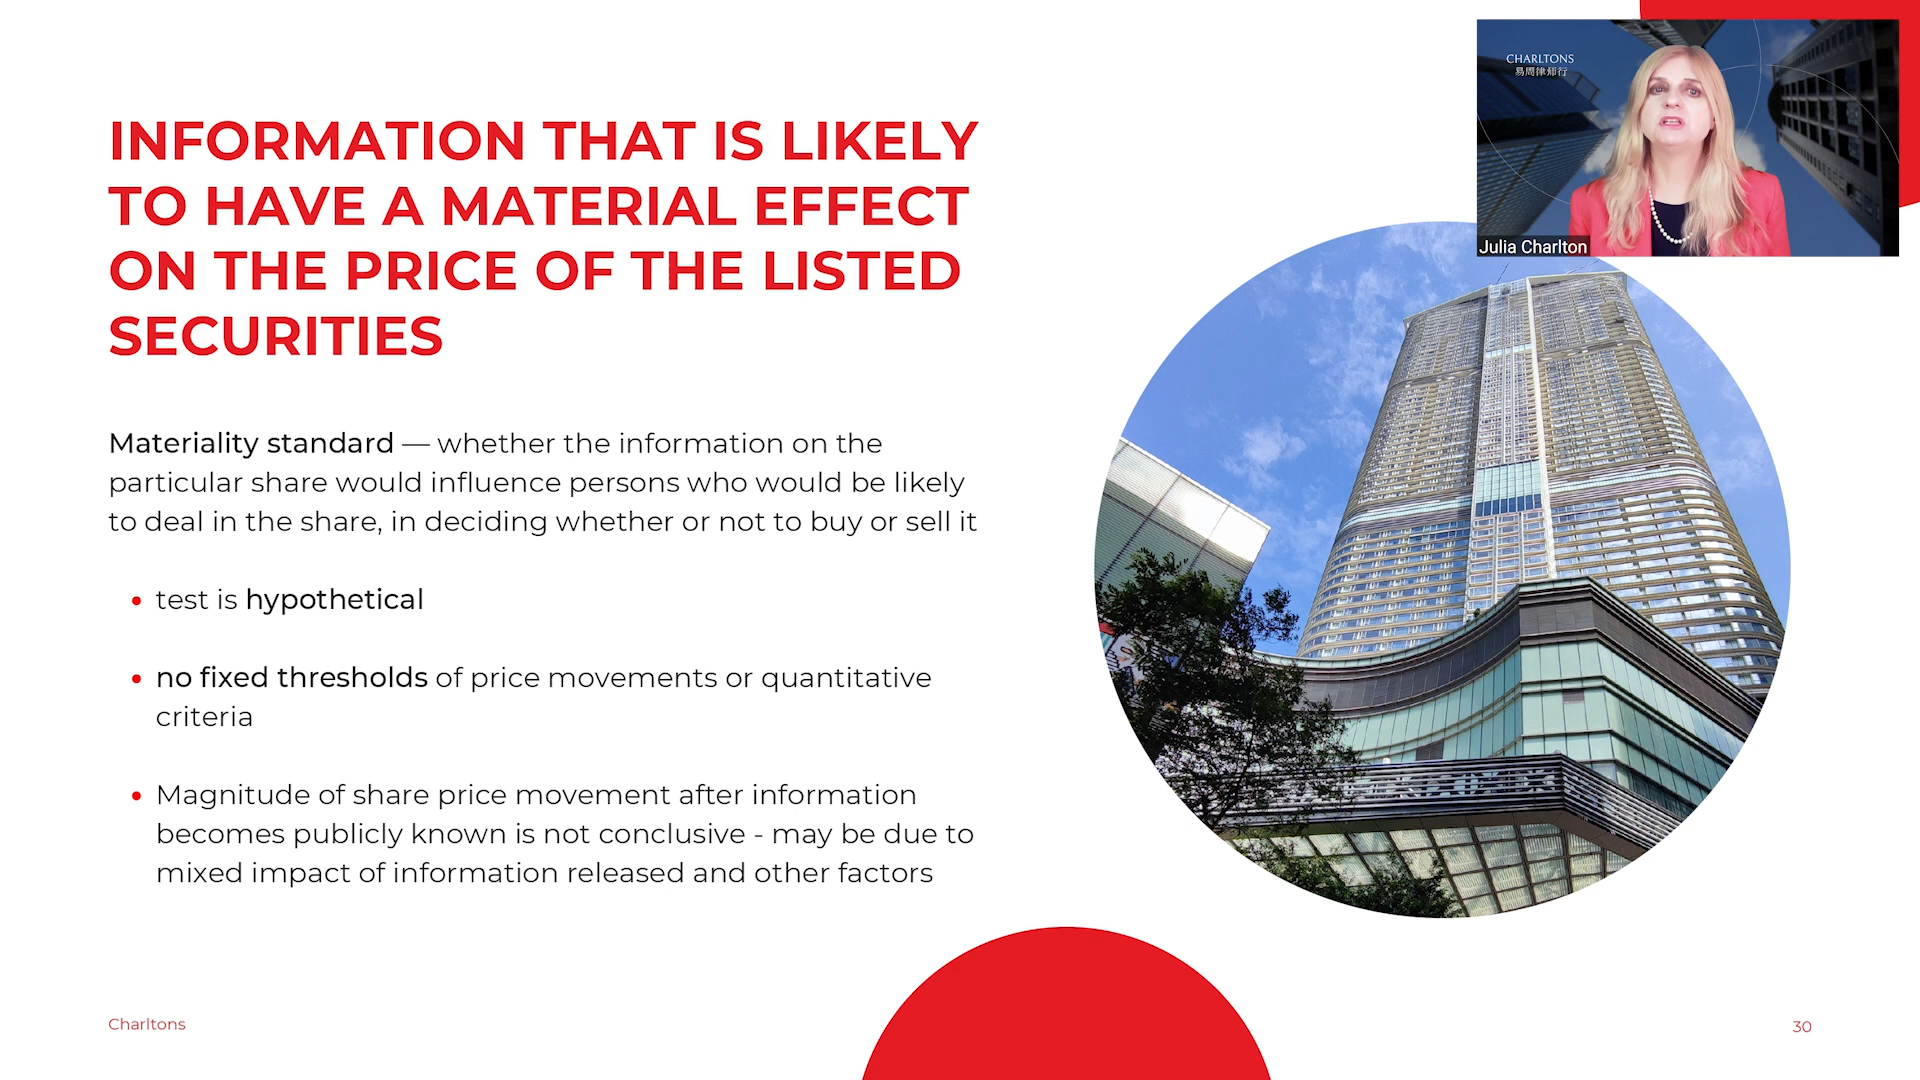 CHARLTONS
易周律师行
Julia Charlton
INFORMATION THAT IS LIKELY
TO HAVE A MATERIAL EFFECT
ON THE PRICE OF THE LISTED
SECURITIES
Materiality standard — whether the information on the
particular share would influence persons who would be likely
to deal in the share, in deciding whether or not to buy or sell it
• test is hypothetical
• no fixed thresholds of price movements or quantitative
criteria
• Magnitude of share price movement after information
becomes publicly known is not conclusive - may be due to
mixed impact of information released and other factors
Charltons
30